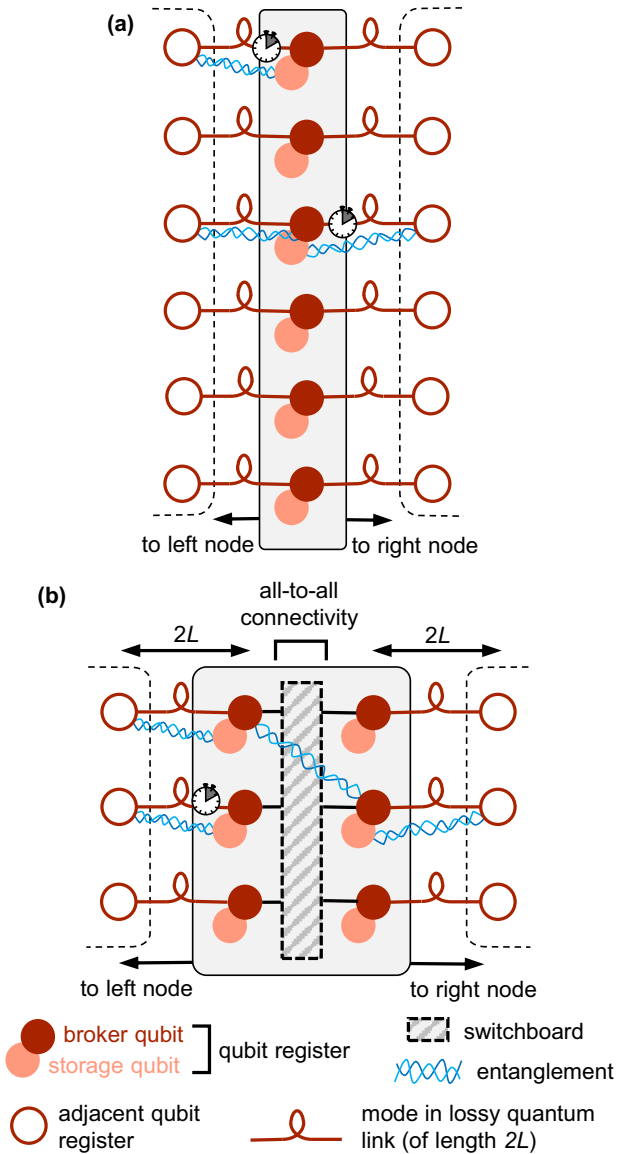 (a)
to left node
to right node
(b)
all-to-all
connectivity
2L
2L
to left node
to right node
broker qubit
storage qubit
qubit register
switchboard
entanglement
adjacent qubit
register
mode in lossy quantum
link (of length 2L)